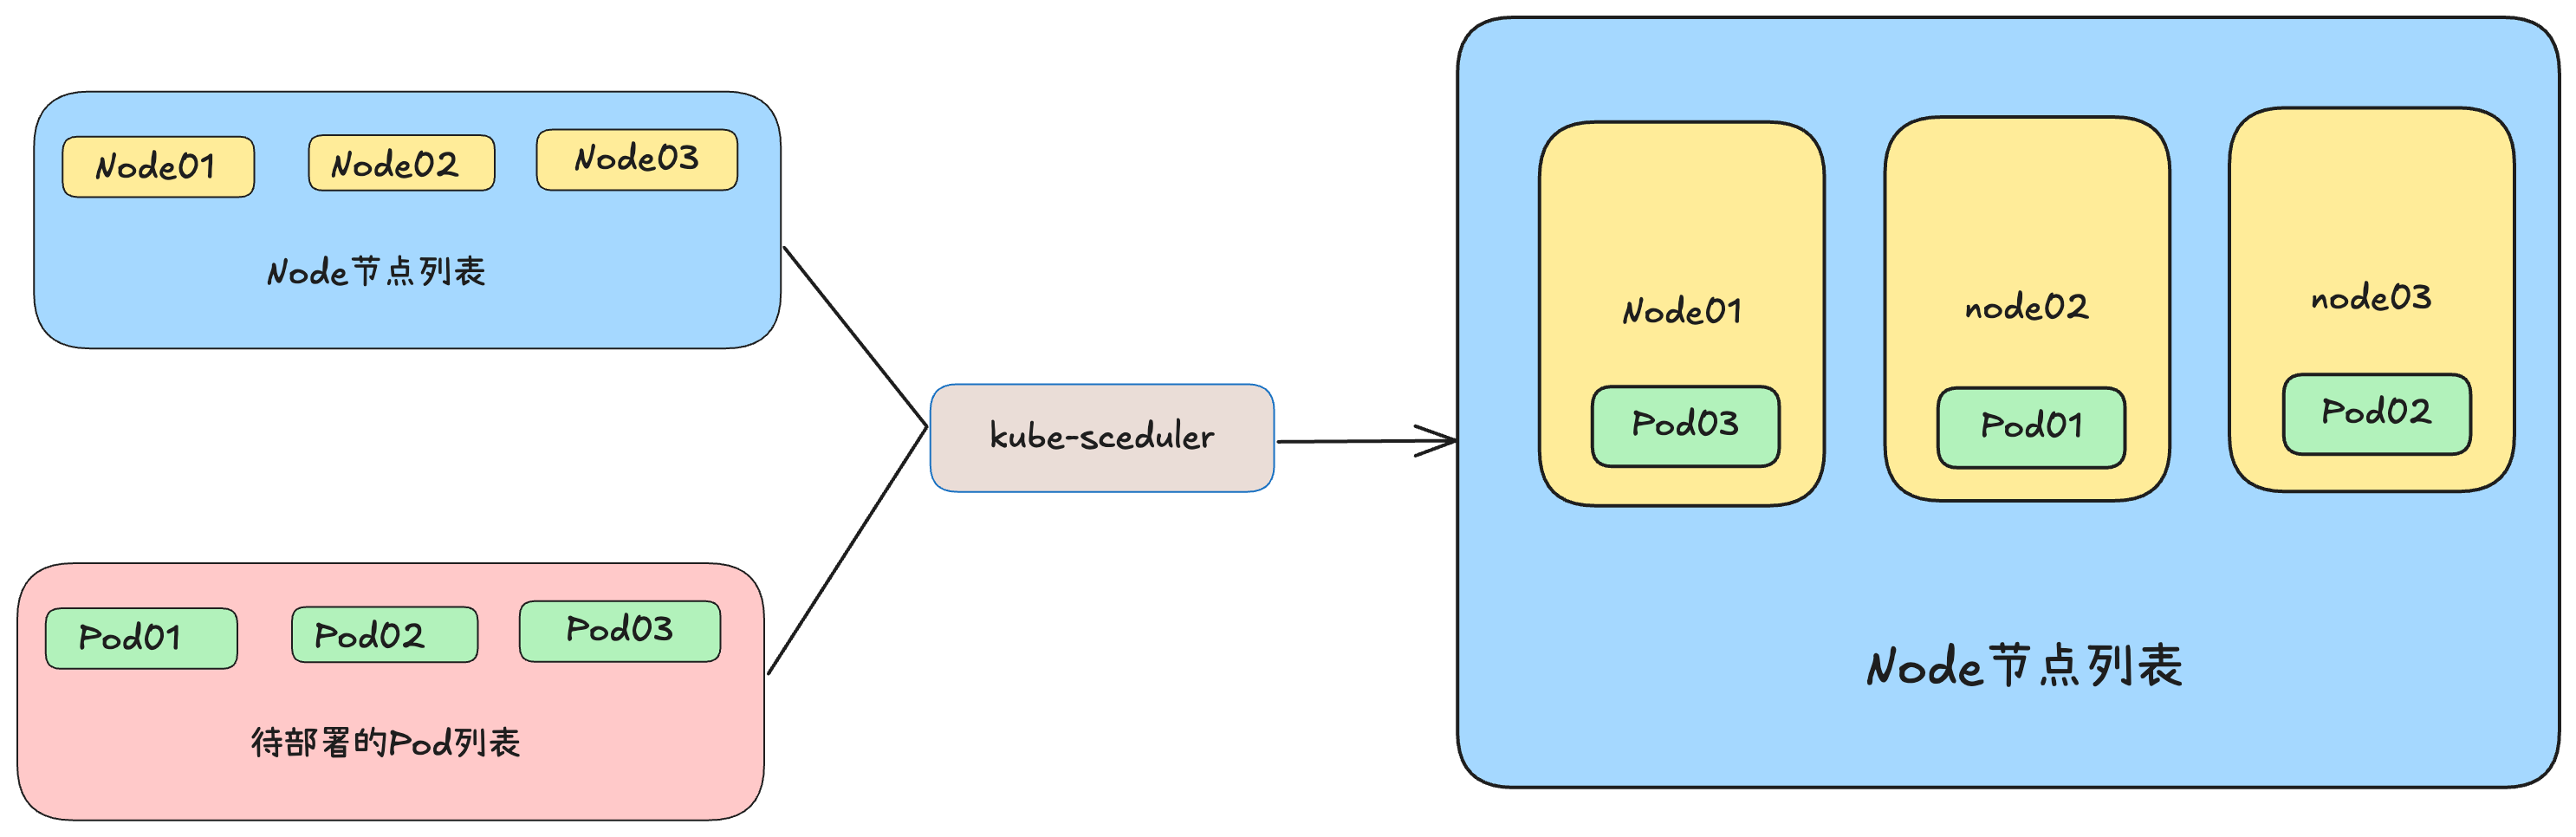 Node01
Node02
Node03
Node节点列表
Pod01
Pod02
Pod03
待部署的Pod列表
kube-sceduler
Node01
node02
node03
Pod03
Pod01
Pod02
Node节点列表